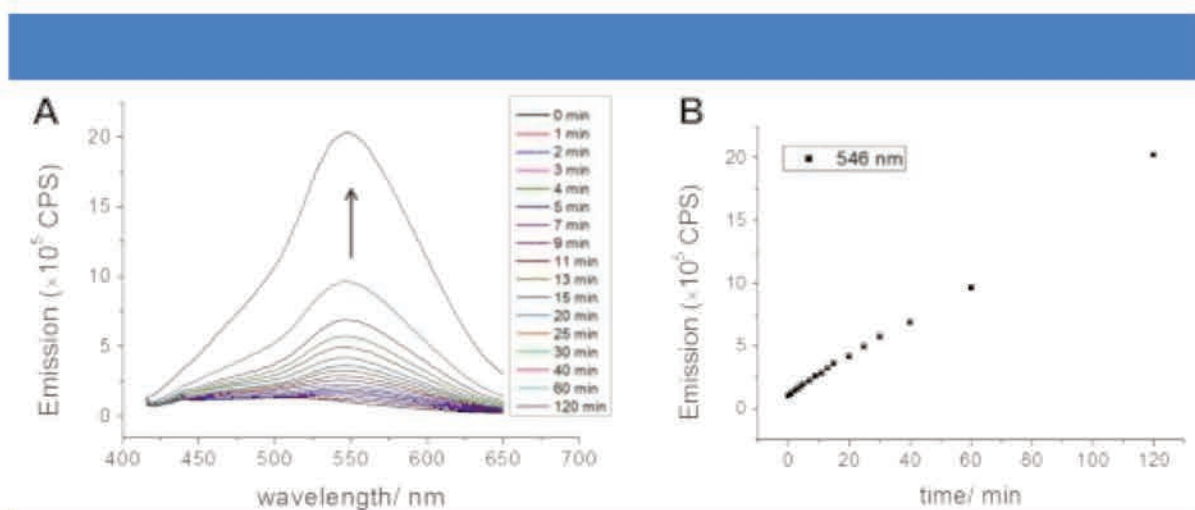 A
Emission (×10⁵ CPS)
20
15
10
5
0
400 450 500 550 600 650 700
wavelength/ nm
0 min
1 min
2 min
3 min
4 min
5 min
7 min
9 min
11 min
13 min
15 min
20 min
25 min
30 min
40 min
60 min
120 min
B
546 nm
Emission (×10⁵ CPS)
20
15
10
5
0
0 20 40 60 80 100 120
time/ min